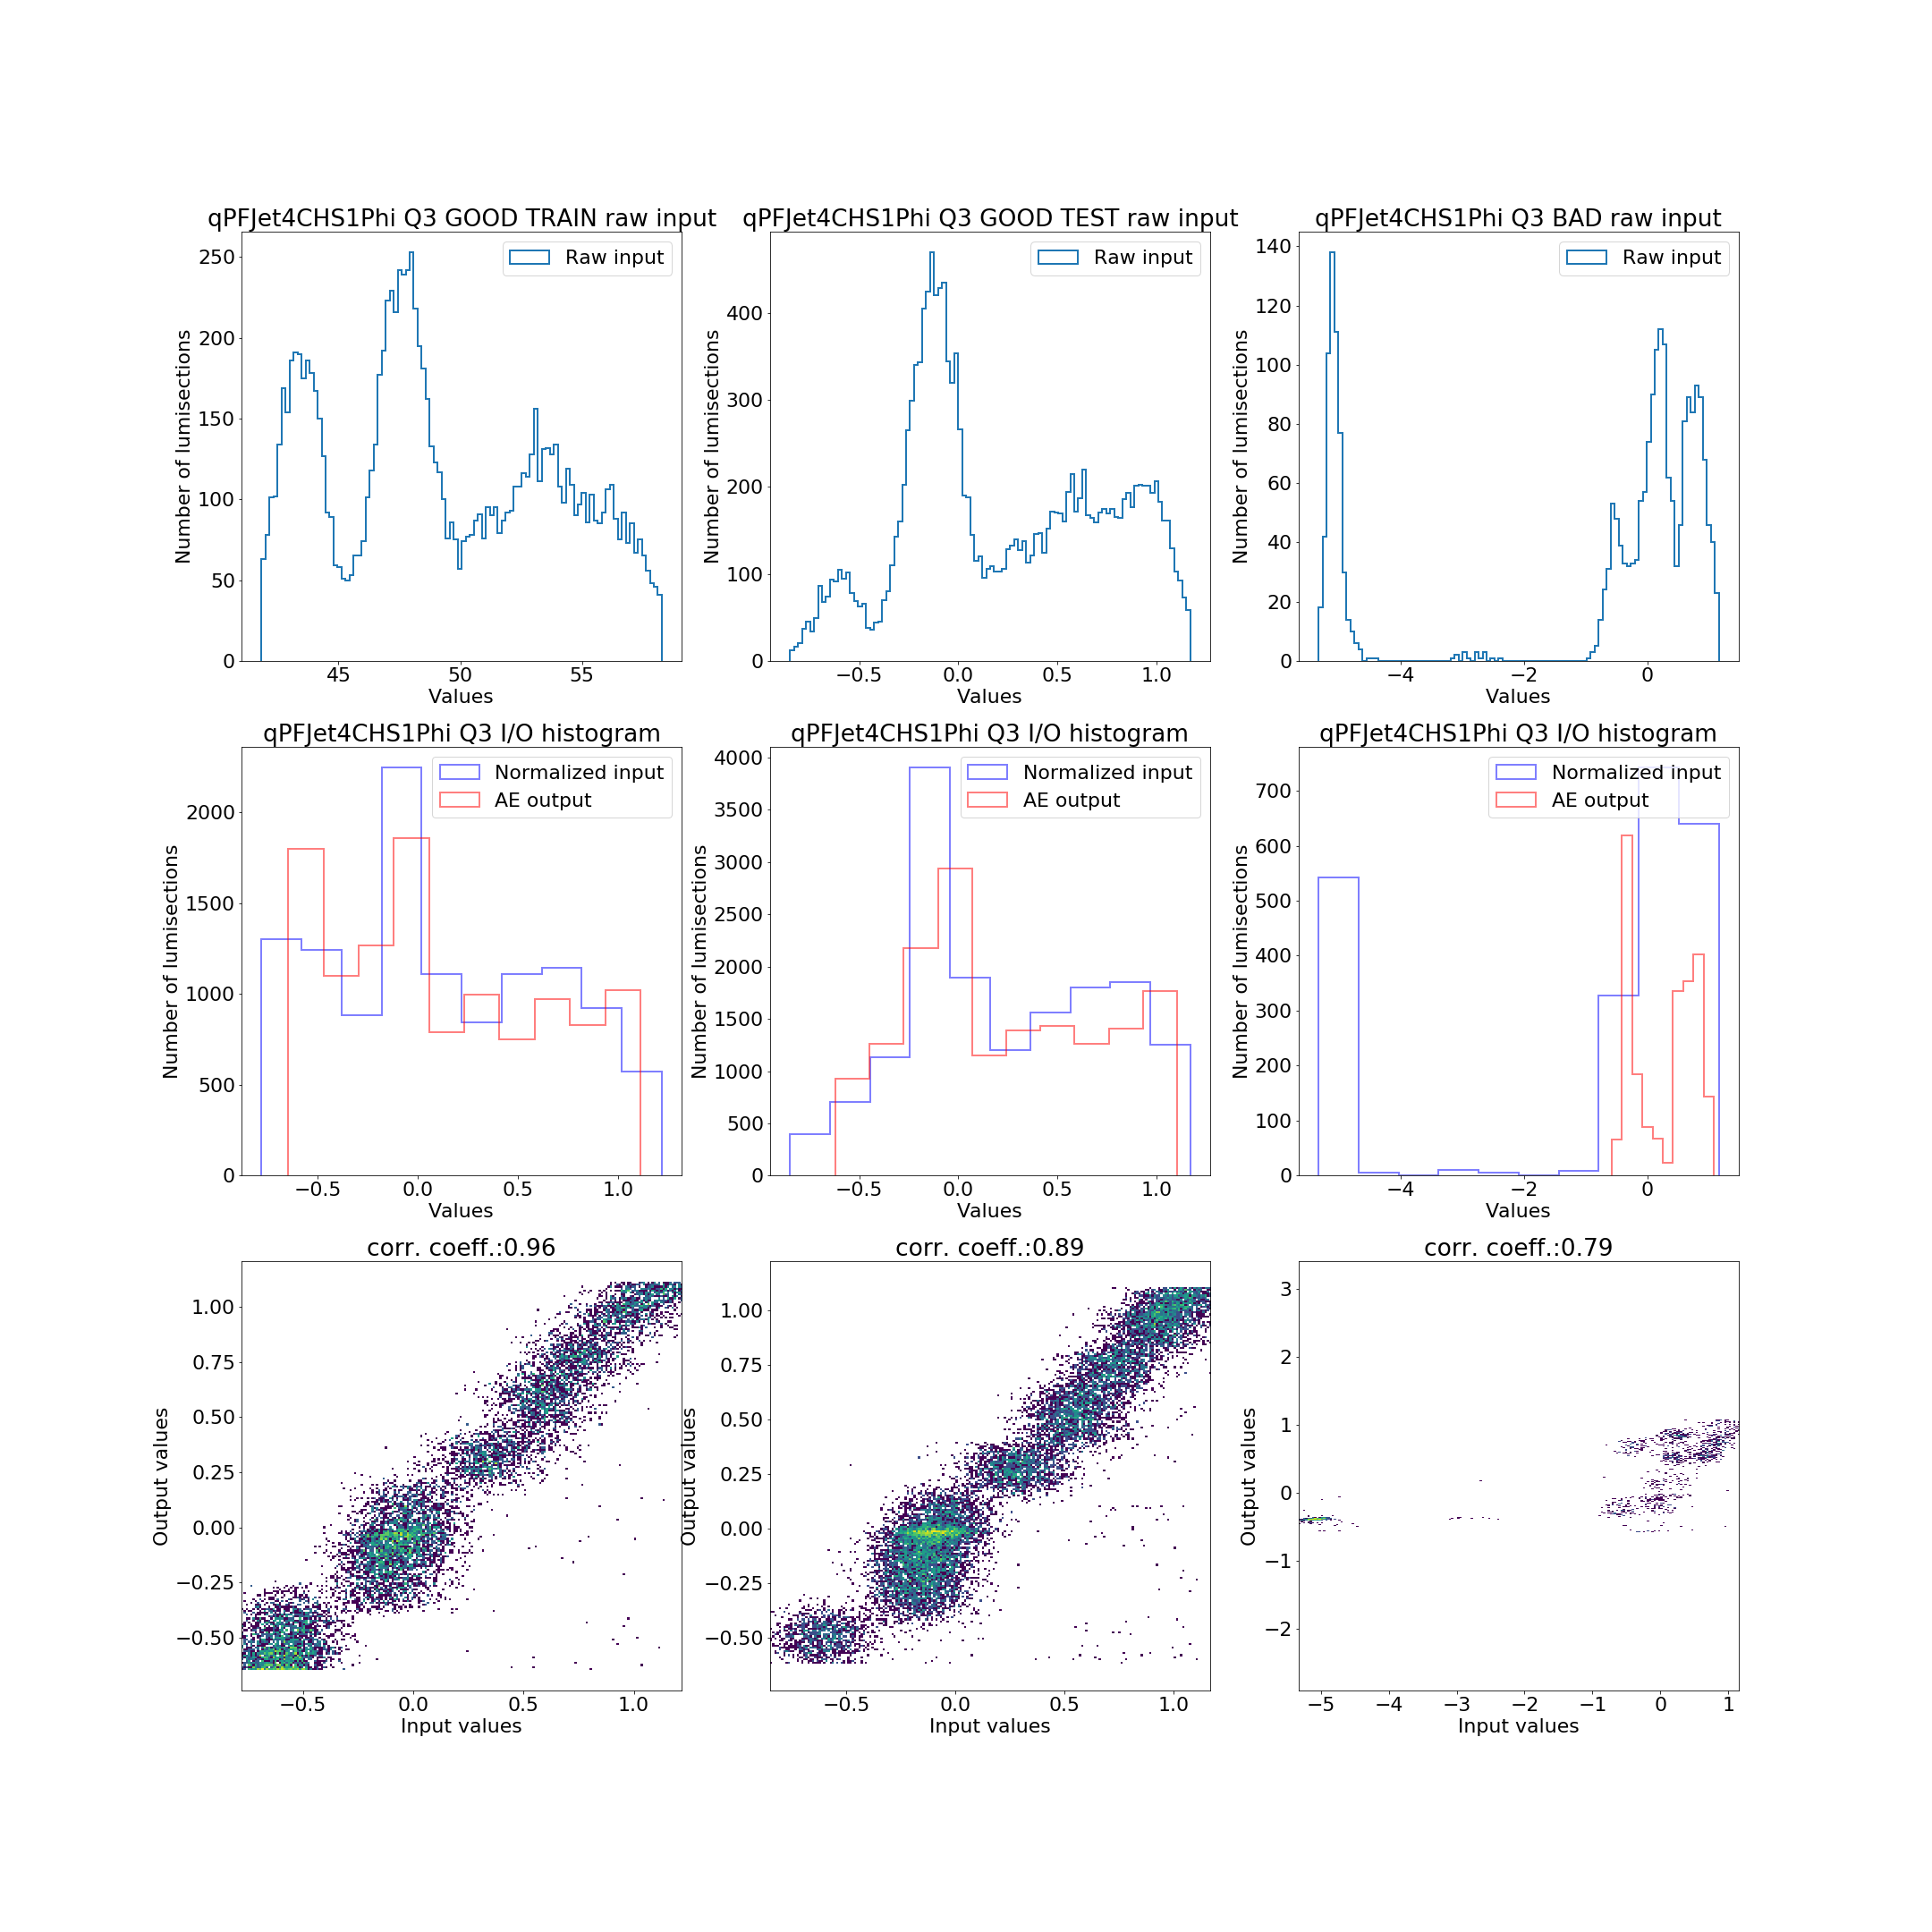 qPFJet4CHS1Phi Q3 GOOD TRAIN raw input
Raw input
Number of lumisections
250
200
150
100
50
0
45 50 55
Values
qPFJet4CHS1Phi Q3 GOOD TEST raw input
Raw input
Number of lumisections
400
300
200
100
0
−0.5 0.0 0.5 1.0
Values
qPFJet4CHS1Phi Q3 BAD raw input
Raw input
Number of lumisections
140
120
100
80
60
40
20
0
−4 −2 0
Values
qPFJet4CHS1Phi Q3 I/O histogram
Normalized input
AE output
Number of lumisections
2000
1500
1000
500
0
−0.5 0.0 0.5 1.0
Values
qPFJet4CHS1Phi Q3 I/O histogram
Normalized input
AE output
Number of lumisections
4000
3500
3000
2500
2000
1500
1000
500
0
−0.5 0.0 0.5 1.0
Values
qPFJet4CHS1Phi Q3 I/O histogram
Normalized input
AE output
Number of lumisections
700
600
500
400
300
200
100
0
−4 −2 0
Values
corr. coeff.:0.96
Output values
1.00
0.75
0.50
0.25
0.00
−0.25
−0.50
−0.5 0.0 0.5 1.0
Input values
corr. coeff.:0.89
Output values
1.00
0.75
0.50
0.25
0.00
−0.25
−0.50
−0.5 0.0 0.5 1.0
Input values
corr. coeff.:0.79
Output values
3
2
1
0
−1
−2
−5 −4 −3 −2 −1 0 1
Input values